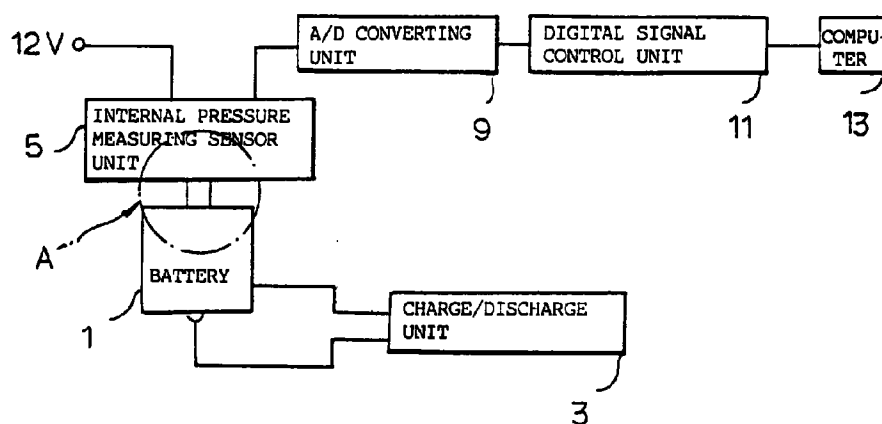 12V
A/D CONVERTING
UNIT
DIGITAL SIGNAL
CONTROL UNIT
COMPU-
TER
INTERNAL PRESSURE
MEASURING SENSOR
UNIT
5
9
11
13
A
BATTERY
1
CHARGE/DISCHARGE
UNIT
3